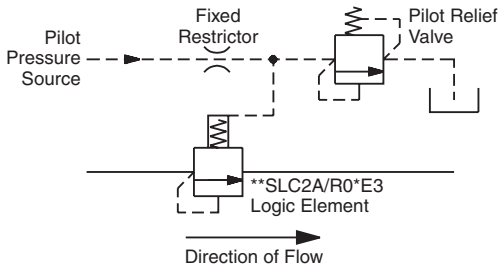 Pilot
Pressure
Source
Fixed
Restrictor
Pilot Relief
Valve
**SLC2A/R0*E3
Logic Element
Direction of Flow